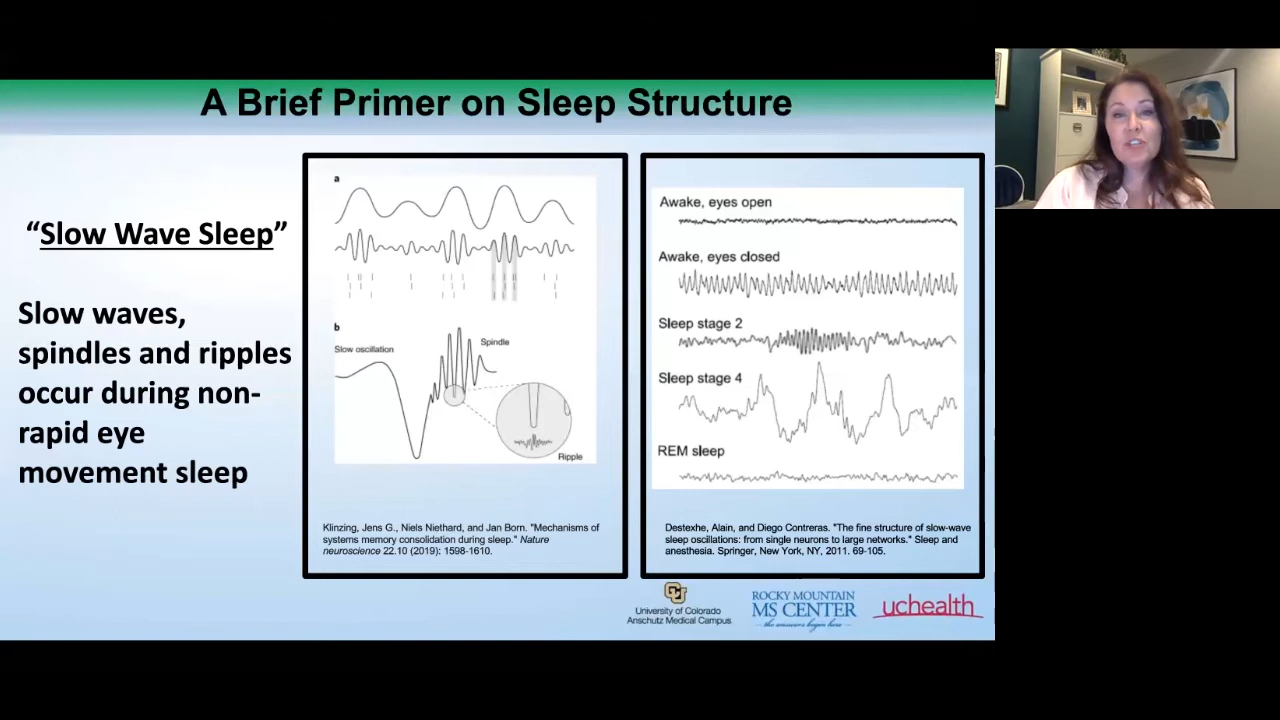 A Brief Primer on Sleep Structure
“Slow Wave Sleep”
Slow waves,
spindles and ripples
occur during non-
rapid eye
movement sleep
a
b
Slow oscillation
Spindle
Ripple
Klinzing, Jens G., Niels Niethard, and Jan Born. "Mechanisms of
systems memory consolidation during sleep." Nature
neuroscience 22.10 (2019): 1598-1610.
Awake, eyes open
Awake, eyes closed
Sleep stage 2
Sleep stage 4
REM sleep
Destexhe, Alain, and Diego Contreras. "The fine structure of slow-wave
sleep oscillations: from single neurons to large networks." Sleep and
anesthesia. Springer, New York, NY, 2011. 69-105.
CU
University of Colorado
Anschutz Medical Campus
ROCKY MOUNTAIN
MS CENTER
the answers begin here
uchealth